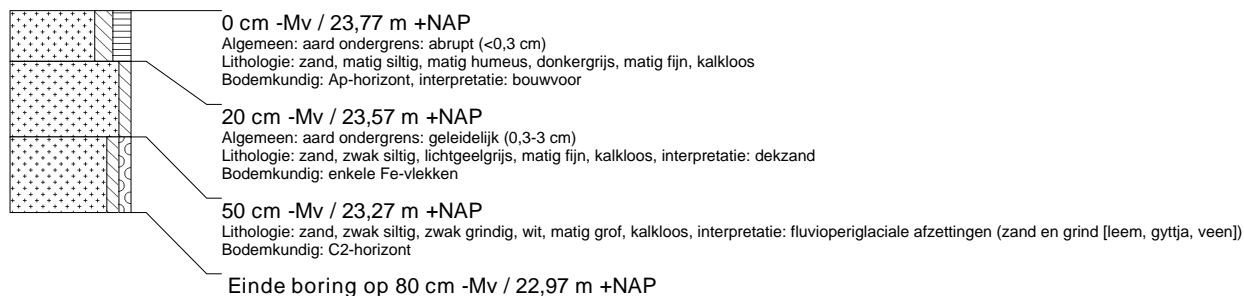 0 cm -Mv / 23,77 m +NAP
Algemeen: aard ondergrens: abrupt (<0,3 cm)
Lithologie: zand, matig siltig, matig humeus, donkergrijs, matig fijn, kalkloos
Bodemkundig: Ap-horizont, interpretatie: bouwvoor
20 cm -Mv / 23,57 m +NAP
Algemeen: aard ondergrens: geleidelijk (0,3-3 cm)
Lithologie: zand, zwak siltig, lichtgeelgrijs, matig fijn, kalkloos, interpretatie: dekzand
Bodemkundig: enkele Fe-vlekken
50 cm -Mv / 23,27 m +NAP
Lithologie: zand, zwak siltig, zwak grindig, wit, matig grof, kalkloos, interpretatie: fluvioperiglaciale afzettingen (zand en grind [leem, gyttja, veen])
Bodemkundig: C2-horizont
Einde boring op 80 cm -Mv / 22,97 m +NAP